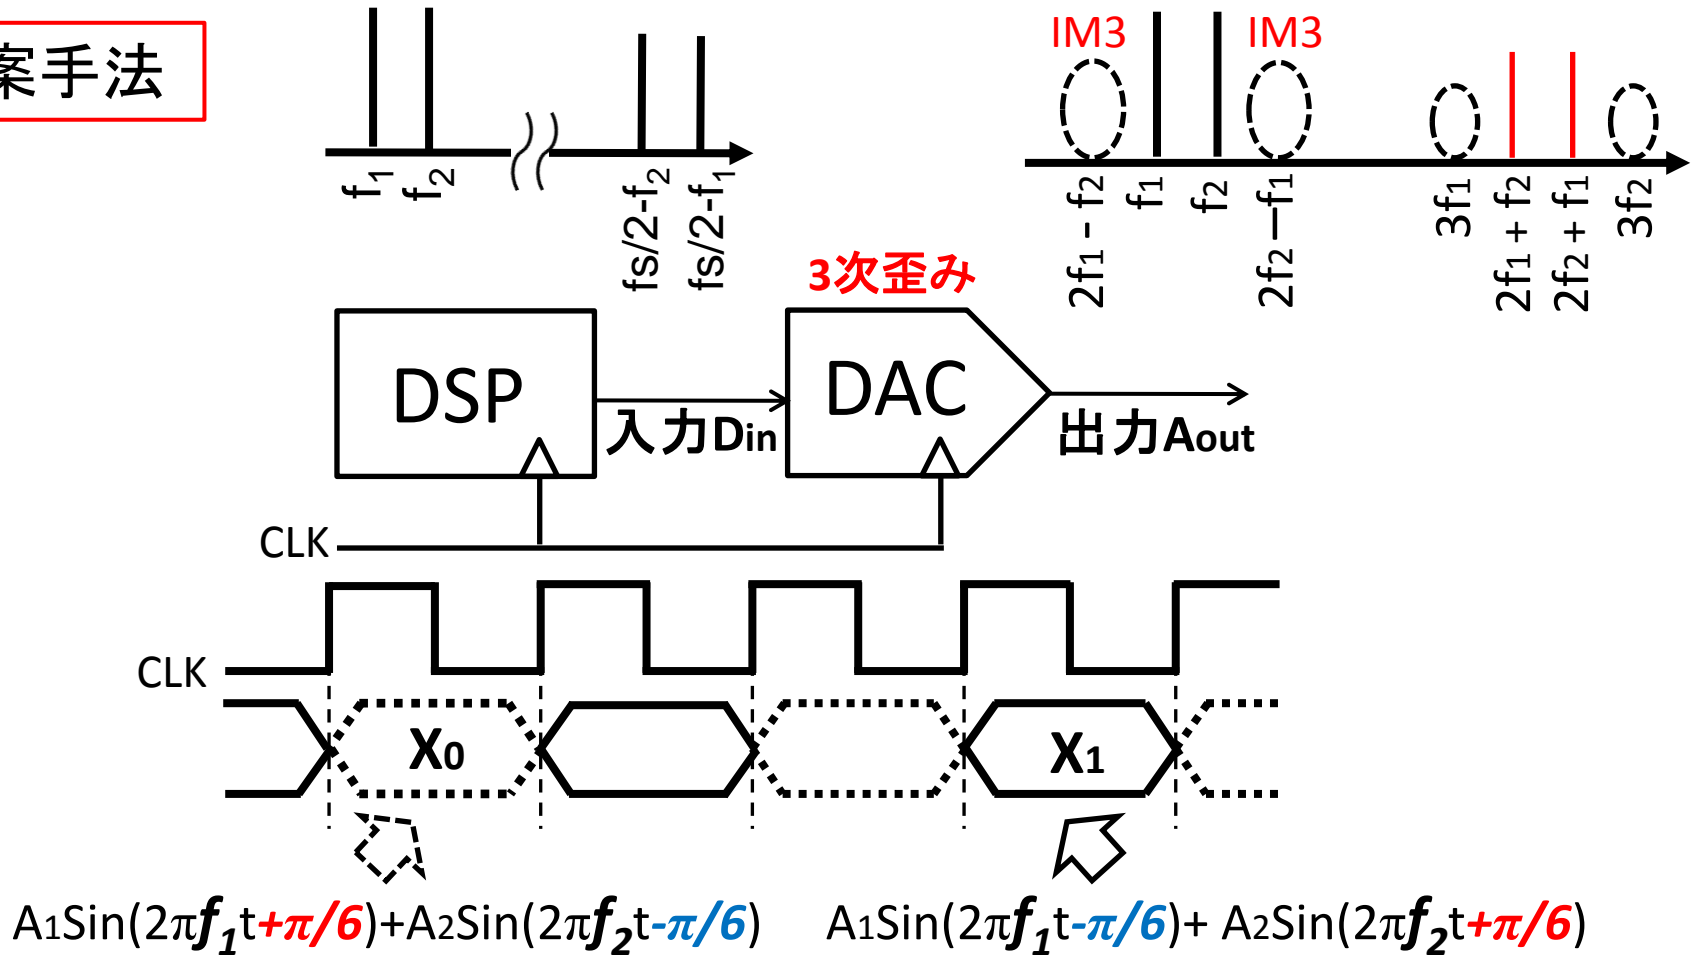 案手法
f1
f2
fs/2-f2
fs/2-f1
IM3
IM3
2f1 - f2
f1
f2
2f2 –f1
3f1
2f1 + f2
2f2 + f1
3f2
3次歪み
DSP
入力Din
DAC
出力Aout
CLK
CLK
X0
X1
A1Sin(2πf1t+π/6)+A2Sin(2πf2t-π/6)
A1Sin(2πf1t-π/6)+ A2Sin(2πf2t+π/6)